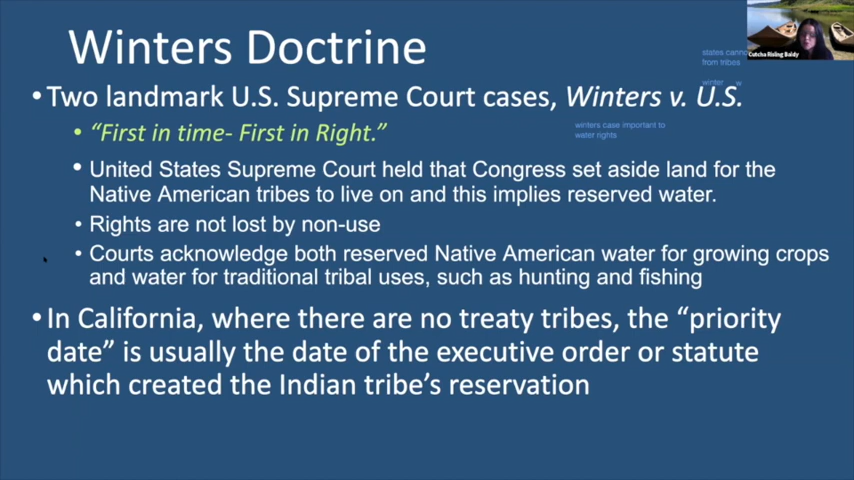 Winters Doctrine
Cutcha Risling Baldy
states canno
from tribes
winter w
• Two landmark U.S. Supreme Court cases, Winters v. U.S.
• “First in time- First in Right.”
winters case important to
water rights
• United States Supreme Court held that Congress set aside land for the
Native American tribes to live on and this implies reserved water.
• Rights are not lost by non-use
• Courts acknowledge both reserved Native American water for growing crops
and water for traditional tribal uses, such as hunting and fishing
• In California, where there are no treaty tribes, the “priority
date” is usually the date of the executive order or statute
which created the Indian tribe’s reservation